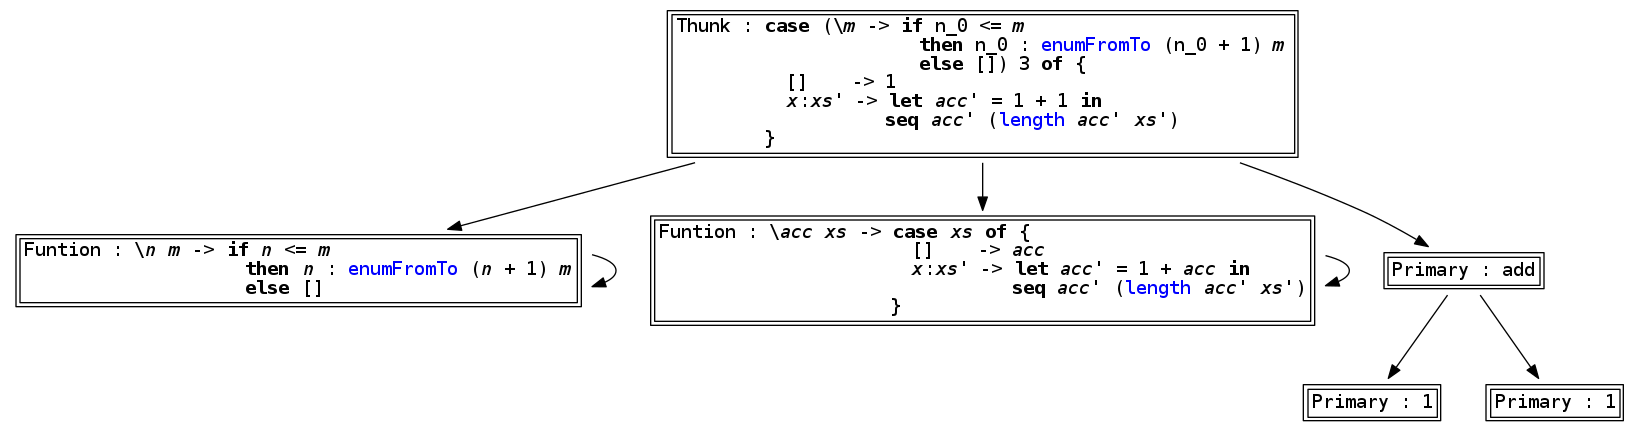 Thunk : case (\m -> if n_0 <= m
then n_0 : enumFromTo (n_0 + 1) m
else []) 3 of {
[]    -> 1
x:xs' -> let acc' = 1 + 1 in
seq acc' (length acc' xs')
}
Funtion : \n m -> if n <= m
then n : enumFromTo (n + 1) m
else []
Funtion : \acc xs -> case xs of {
[]    -> acc
x:xs' -> let acc' = 1 + acc in
seq acc' (length acc' xs')
}
Primary : add
Primary : 1
Primary : 1